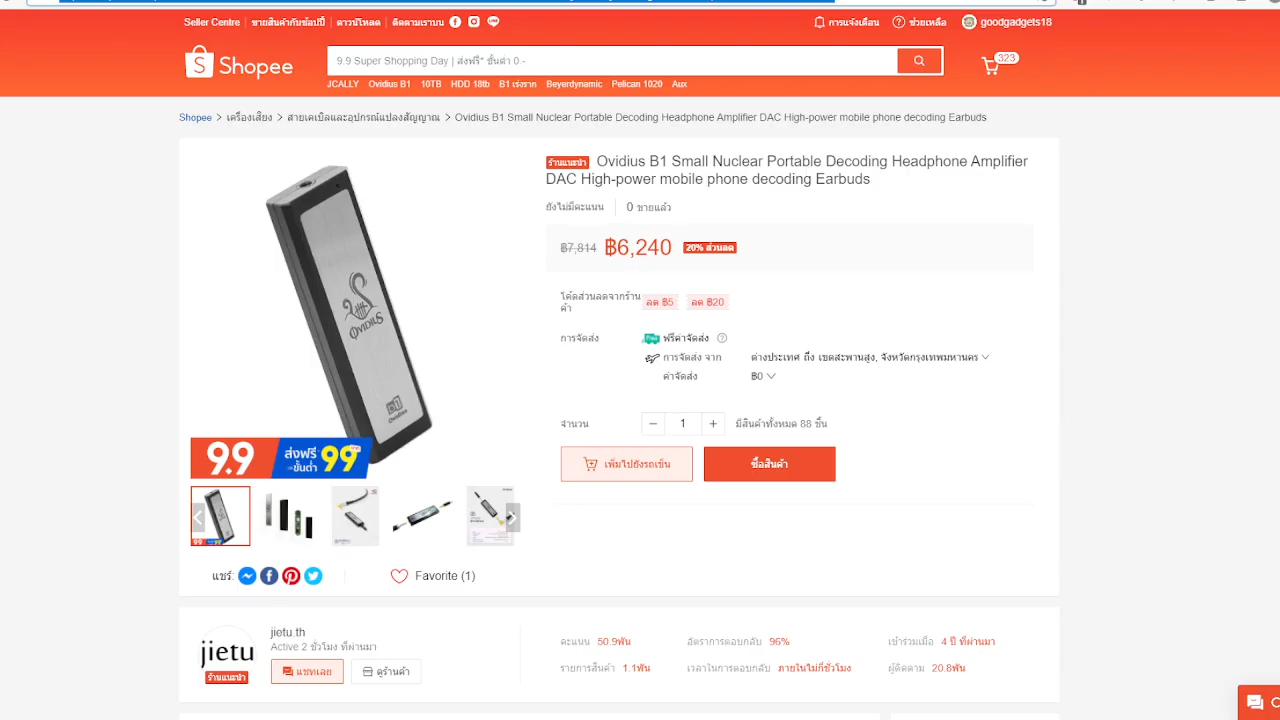 Seller Centre ขายสินค้ากับช้อปปี้ ดาวน์โหลด ติดตามเราบน การแจ้งเตือน ช่วยเหลือ goodgadgets18
Shopee 9.9 Super Shopping Day | ส่งฟรี* ขั้นต่ำ 0.- 323
JCALLY Ovidius B1 10TB HDD 18tb B1 เร่งราก Beyerdynamic Pelican 1020 Aux
Shopee > เครื่องเสียง > สายเคเบิลและอุปกรณ์แปลงสัญญาณ > Ovidius B1 Small Nuclear Portable Decoding Headphone Amplifier DAC High-power mobile phone decoding Earbuds
ร้านแนะนำ Ovidius B1 Small Nuclear Portable Decoding Headphone Amplifier
DAC High-power mobile phone decoding Earbuds
ยังไม่มีคะแนน 0 ขายแล้ว
฿7,814 ฿6,240 20% ส่วนลด
โค้ดส่วนลดจากร้าน
ค้า ลด ฿5 ลด ฿20
การจัดส่ง ฟรีค่าจัดส่ง
การจัดส่ง จาก ต่างประเทศ ถึง เขตสะพานสูง, จังหวัดกรุงเทพมหานคร
ค่าจัดส่ง ฿0
จำนวน − 1 + มีสินค้าทั้งหมด 88 ชิ้น
เพิ่มไปยังรถเข็น ซื้อสินค้า
OVIDIUS
B1
Ovidius
9.9 ส่งฟรี ขั้นต่ำ 99
แชร์: Favorite (1)
jietu
ร้านแนะนำ
jietu.th
Active 2 ชั่วโมง ที่ผ่านมา
แชทเลย ดูร้านค้า
คะแนน 50.9พัน อัตราการตอบกลับ 96% เข้าร่วมเมื่อ 4 ปี ที่ผ่านมา
รายการสินค้า 1.1พัน เวลาในการตอบกลับ ภายในไม่กี่ชั่วโมง ผู้ติดตาม 20.8พัน